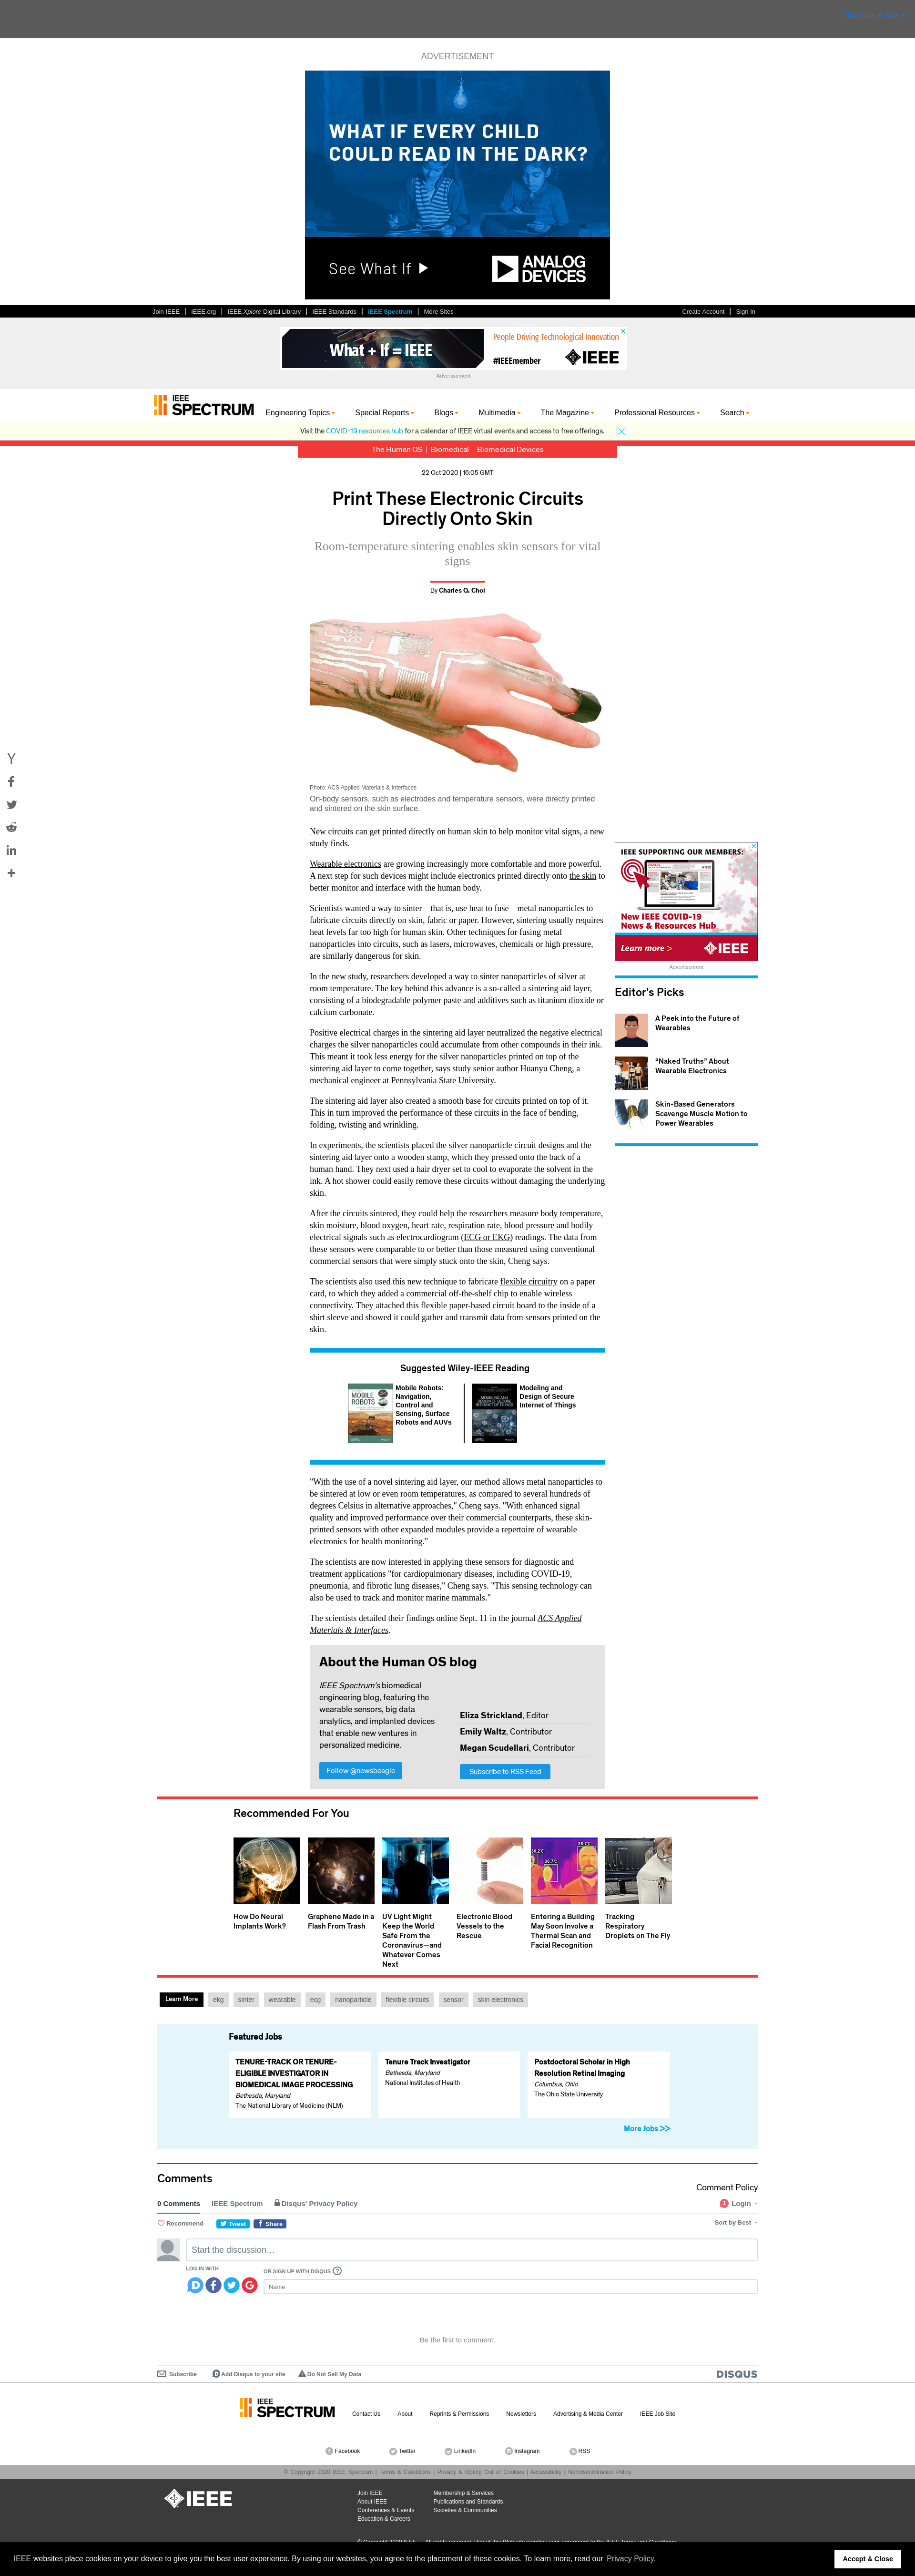 ADVERTISEMENT
WHAT IF EVERY CHILD
COULD READ IN THE DARK?
See What If
ANALOG
DEVICES
Join IEEE | IEEE.org | IEEE Xplore Digital Library | IEEE Standards | IEEE Spectrum | More Sites
Create Account | Sign In
What + If = IEEE
People Driving Technological Innovation
#IEEEmember
IEEE
Advertisement
IEEE
SPECTRUM
Engineering Topics
Special Reports
Blogs
Multimedia
The Magazine
Professional Resources
Search
Visit the COVID-19 resources hub for a calendar of IEEE virtual events and access to free offerings.
The Human OS | Biomedical | Biomedical Devices
22 Oct 2020 | 16:05 GMT
Print These Electronic Circuits
Directly Onto Skin
Room-temperature sintering enables skin sensors for vital
signs
By Charles Q. Choi
Photo: ACS Applied Materials & Interfaces
On-body sensors, such as electrodes and temperature sensors, were directly printed
and sintered on the skin surface.
New circuits can get printed directly on human skin to help monitor vital signs, a new
study finds.
Wearable electronics are growing increasingly more comfortable and more powerful.
A next step for such devices might include electronics printed directly onto the skin to
better monitor and interface with the human body.
Scientists wanted a way to sinter—that is, use heat to fuse—metal nanoparticles to
fabricate circuits directly on skin, fabric or paper. However, sintering usually requires
heat levels far too high for human skin. Other techniques for fusing metal
nanoparticles into circuits, such as lasers, microwaves, chemicals or high pressure,
are similarly dangerous for skin.
In the new study, researchers developed a way to sinter nanoparticles of silver at
room temperature. The key behind this advance is a so-called a sintering aid layer,
consisting of a biodegradable polymer paste and additives such as titanium dioxide or
calcium carbonate.
Positive electrical charges in the sintering aid layer neutralized the negative electrical
charges the silver nanoparticles could accumulate from other compounds in their ink.
This meant it took less energy for the silver nanoparticles printed on top of the
sintering aid layer to come together, says study senior author Huanyu Cheng, a
mechanical engineer at Pennsylvania State University.
The sintering aid layer also created a smooth base for circuits printed on top of it.
This in turn improved the performance of these circuits in the face of bending,
folding, twisting and wrinkling.
In experiments, the scientists placed the silver nanoparticle circuit designs and the
sintering aid layer onto a wooden stamp, which they pressed onto the back of a
human hand. They next used a hair dryer set to cool to evaporate the solvent in the
ink. A hot shower could easily remove these circuits without damaging the underlying
skin.
After the circuits sintered, they could help the researchers measure body temperature,
skin moisture, blood oxygen, heart rate, respiration rate, blood pressure and bodily
electrical signals such as electrocardiogram (ECG or EKG) readings. The data from
these sensors were comparable to or better than those measured using conventional
commercial sensors that were simply stuck onto the skin, Cheng says.
The scientists also used this new technique to fabricate flexible circuitry on a paper
card, to which they added a commercial off-the-shelf chip to enable wireless
connectivity. They attached this flexible paper-based circuit board to the inside of a
shirt sleeve and showed it could gather and transmit data from sensors printed on the
skin.
IEEE SUPPORTING OUR MEMBERS:
New IEEE COVID-19
News & Resources Hub
Learn more >
IEEE
Advertisement
Editor's Picks
A Peek into the Future of
Wearables
“Naked Truths” About
Wearable Electronics
Skin-Based Generators
Scavenge Muscle Motion to
Power Wearables
Suggested Wiley-IEEE Reading
MOBILE
ROBOTS
Mobile Robots:
Navigation,
Control and
Sensing, Surface
Robots and AUVs
Modeling and
Design of Secure
Internet of Things
"With the use of a novel sintering aid layer, our method allows metal nanoparticles to
be sintered at low or even room temperatures, as compared to several hundreds of
degrees Celsius in alternative approaches," Cheng says. "With enhanced signal
quality and improved performance over their commercial counterparts, these skin-
printed sensors with other expanded modules provide a repertoire of wearable
electronics for health monitoring."
The scientists are now interested in applying these sensors for diagnostic and
treatment applications "for cardiopulmonary diseases, including COVID-19,
pneumonia, and fibrotic lung diseases," Cheng says. "This sensing technology can
also be used to track and monitor marine mammals."
The scientists detailed their findings online Sept. 11 in the journal ACS Applied
Materials & Interfaces.
About the Human OS blog
IEEE Spectrum's biomedical
engineering blog, featuring the
wearable sensors, big data
analytics, and implanted devices
that enable new ventures in
personalized medicine.
Follow @newsbeagle
Eliza Strickland, Editor
Emily Waltz, Contributor
Megan Scudellari, Contributor
Subscribe to RSS Feed
Recommended For You
36.2℃
36.7℃
36.7℃
How Do Neural
Implants Work?
Graphene Made in a
Flash From Trash
UV Light Might
Keep the World
Safe From the
Coronavirus—and
Whatever Comes
Next
Electronic Blood
Vessels to the
Rescue
Entering a Building
May Soon Involve a
Thermal Scan and
Facial Recognition
Tracking
Respiratory
Droplets on The Fly
Learn More
ekg
sinter
wearable
ecg
nanoparticle
flexible circuits
sensor
skin electronics
Featured Jobs
TENURE-TRACK OR TENURE-
ELIGIBLE INVESTIGATOR IN
BIOMEDICAL IMAGE PROCESSING
Bethesda, Maryland
The National Library of Medicine (NLM)
Tenure Track Investigator
Bethesda, Maryland
National Institutes of Health
Postdoctoral Scholar in High
Resolution Retinal Imaging
Columbus, Ohio
The Ohio State University
More Jobs >>
Comments
Comment Policy
0 Comments
IEEE Spectrum
Disqus' Privacy Policy
1
Login
Recommend
Tweet
Share
Sort by Best
Start the discussion…
LOG IN WITH
OR SIGN UP WITH DISQUS ?
Name
Be the first to comment.
Subscribe
Add Disqus to your site
Do Not Sell My Data
DISQUS
IEEE
SPECTRUM
Contact Us
About
Reprints & Permissions
Newsletters
Advertising & Media Center
IEEE Job Site
Facebook
Twitter
LinkedIn
Instagram
RSS
© Copyright 2020 IEEE Spectrum | Terms & Conditions | Privacy & Opting Out of Cookies | Accessibility | Nondiscrimination Policy
IEEE
Join IEEE
About IEEE
Conferences & Events
Education & Careers
Membership & Services
Publications and Standards
Societies & Communities
© Copyright 2020 IEEE — All rights reserved. Use of this Web site signifies your agreement to the IEEE Terms and Conditions.
IEEE websites place cookies on your device to give you the best user experience. By using our websites, you agree to the placement of these cookies. To learn more, read our Privacy Policy.
Accept & Close